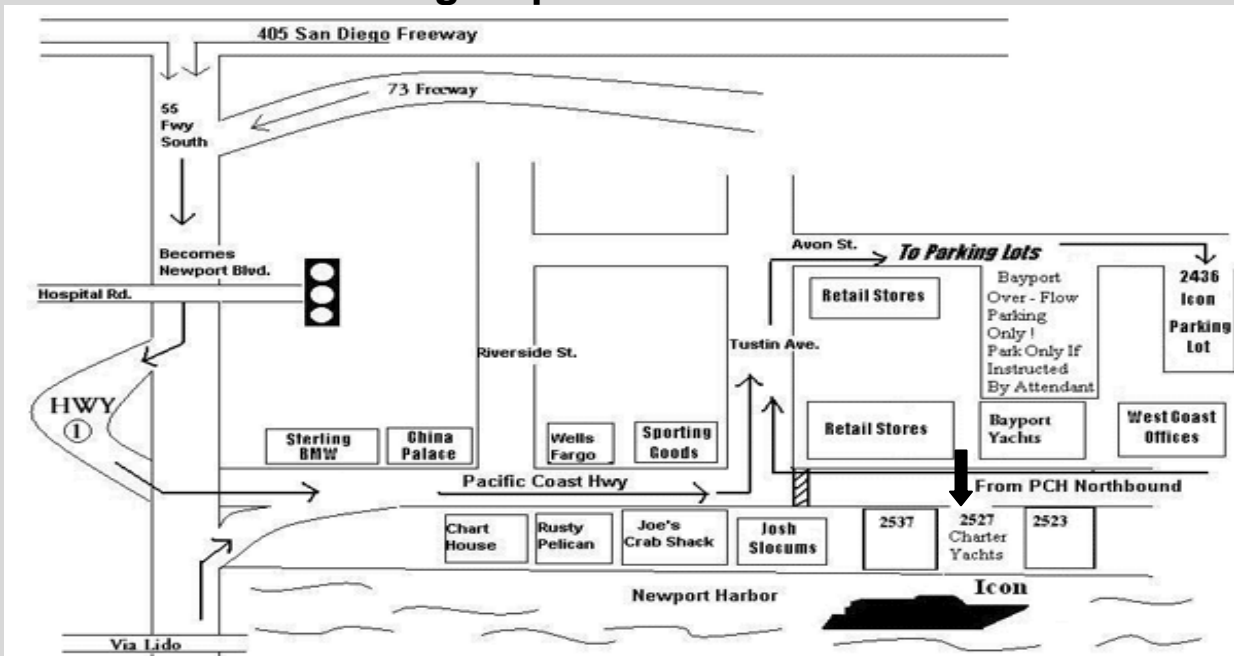 405 San Diego Freeway
73 Freeway
55
Fwy
South
Becomes
Newport Blvd.
Hospital Rd.
Avon St.
To Parking Lots
2436
Icon
Parking
Lot
Retail Stores
Bayport
Over - Flow
Parking
Only !
Park Only If
Instructed
By Attendant
Riverside St.
Tustin Ave.
HWY
1
Sterling
BMW
China
Palace
Wells
Fargo
Sporting
Goods
Retail Stores
Bayport
Yachts
West Coast
Offices
Pacific Coast Hwy
From PCH Northbound
Chart
House
Rusty
Pelican
Joe's
Crab Shack
Josh
Slocums
2537
2527
Charter
Yachts
2523
Newport Harbor
Icon
Via Lido